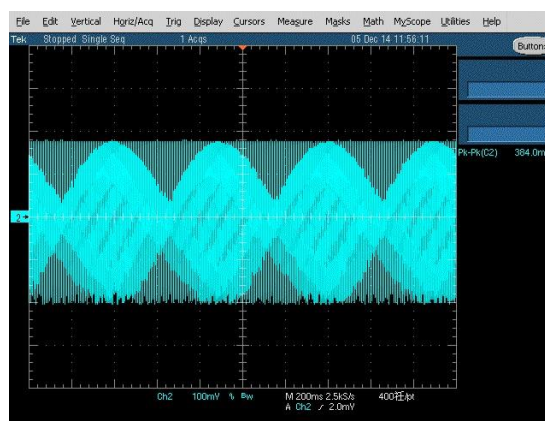 File Edit Vertical Horiz/Acq Trig Display Cursors Measure Masks Math MyScope Utilities Help
Tek Stopped Single Seq 1 Acqs 05 Dec 14 11:56:11 Buttons
Pk-Pk(C2) 384.0m
2
Ch2 100mV Bw M 200ms 2.5kS/s 400 /pt
A Ch2 2.0mV